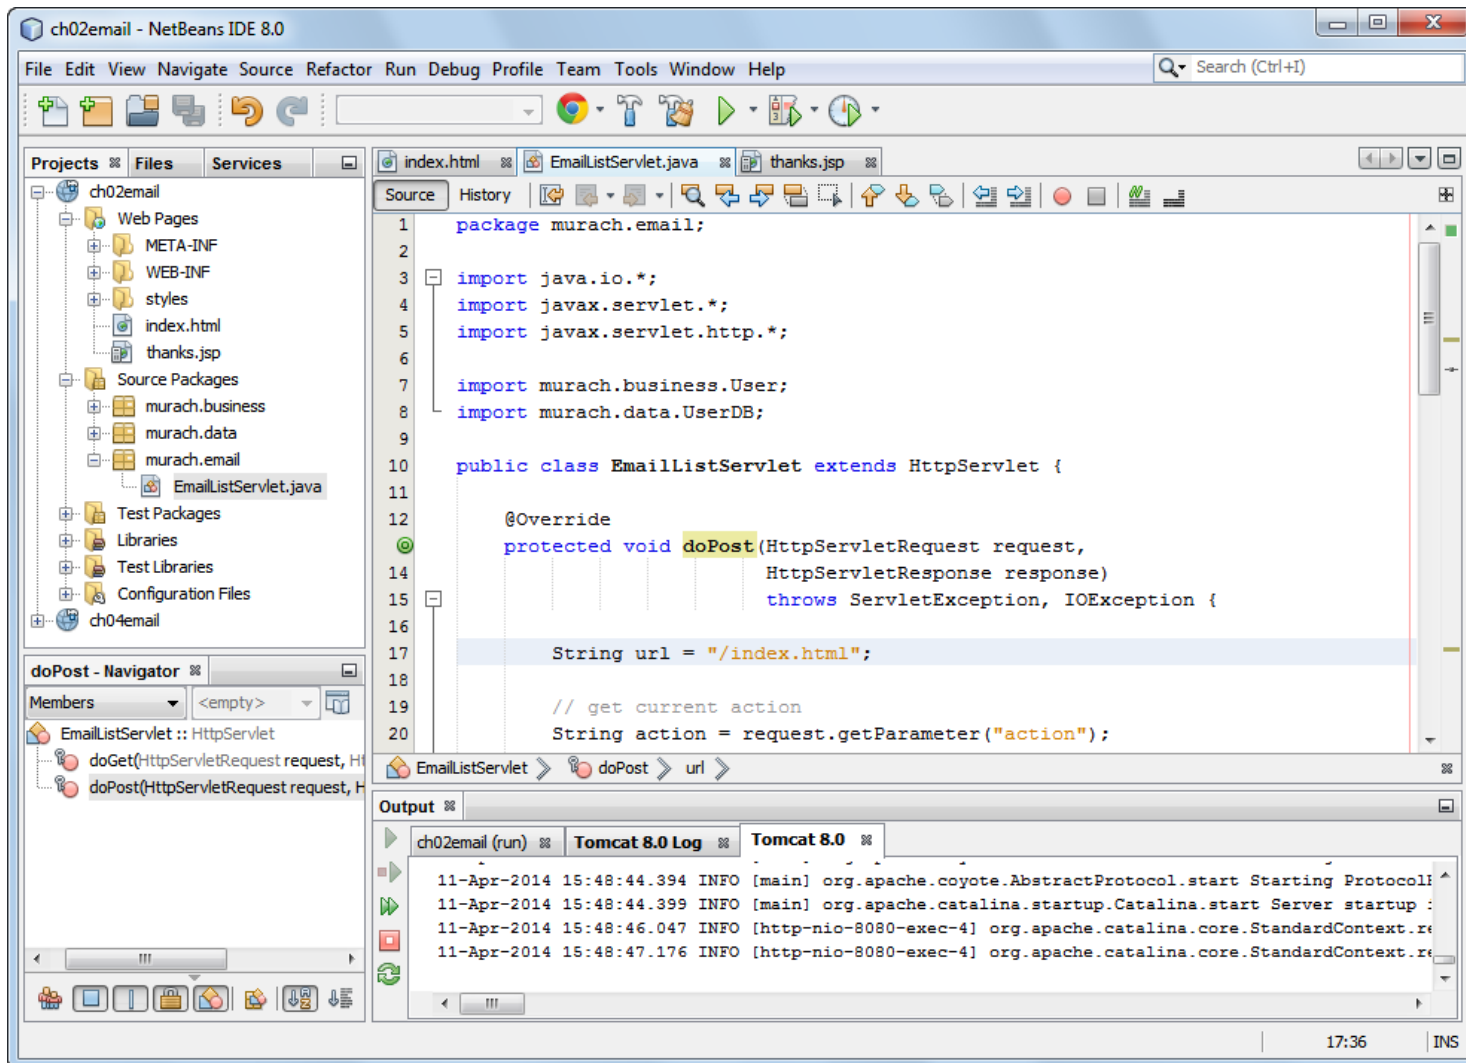 ch02email - NetBeans IDE 8.0
File Edit View Navigate Source Refactor Run Debug Profile Team Tools Window Help
Search (Ctrl+I)
Projects Files Services
ch02email
Web Pages
META-INF
WEB-INF
styles
index.html
thanks.jsp
Source Packages
murach.business
murach.data
murach.email
EmailListServlet.java
Test Packages
Libraries
Test Libraries
Configuration Files
ch04email
doPost - Navigator
Members <empty>
EmailListServlet :: HttpServlet
doGet(HttpServletRequest request, Ht
doPost(HttpServletRequest request, H
index.html EmailListServlet.java thanks.jsp
Source History
1 package murach.email;
2
3 import java.io.*;
4 import javax.servlet.*;
5 import javax.servlet.http.*;
6
7 import murach.business.User;
8 import murach.data.UserDB;
9
10 public class EmailListServlet extends HttpServlet {
11
12 @Override
protected void doPost(HttpServletRequest request,
14 HttpServletResponse response)
15 throws ServletException, IOException {
16
17 String url = "/index.html";
18
19 // get current action
20 String action = request.getParameter("action");
EmailListServlet doPost url
Output
ch02email (run) Tomcat 8.0 Log Tomcat 8.0
11-Apr-2014 15:48:44.394 INFO [main] org.apache.coyote.AbstractProtocol.start Starting Protocol
11-Apr-2014 15:48:44.399 INFO [main] org.apache.catalina.startup.Catalina.start Server startup
11-Apr-2014 15:48:46.047 INFO [http-nio-8080-exec-4] org.apache.catalina.core.StandardContext.re
11-Apr-2014 15:48:47.176 INFO [http-nio-8080-exec-4] org.apache.catalina.core.StandardContext.re
17:36 INS